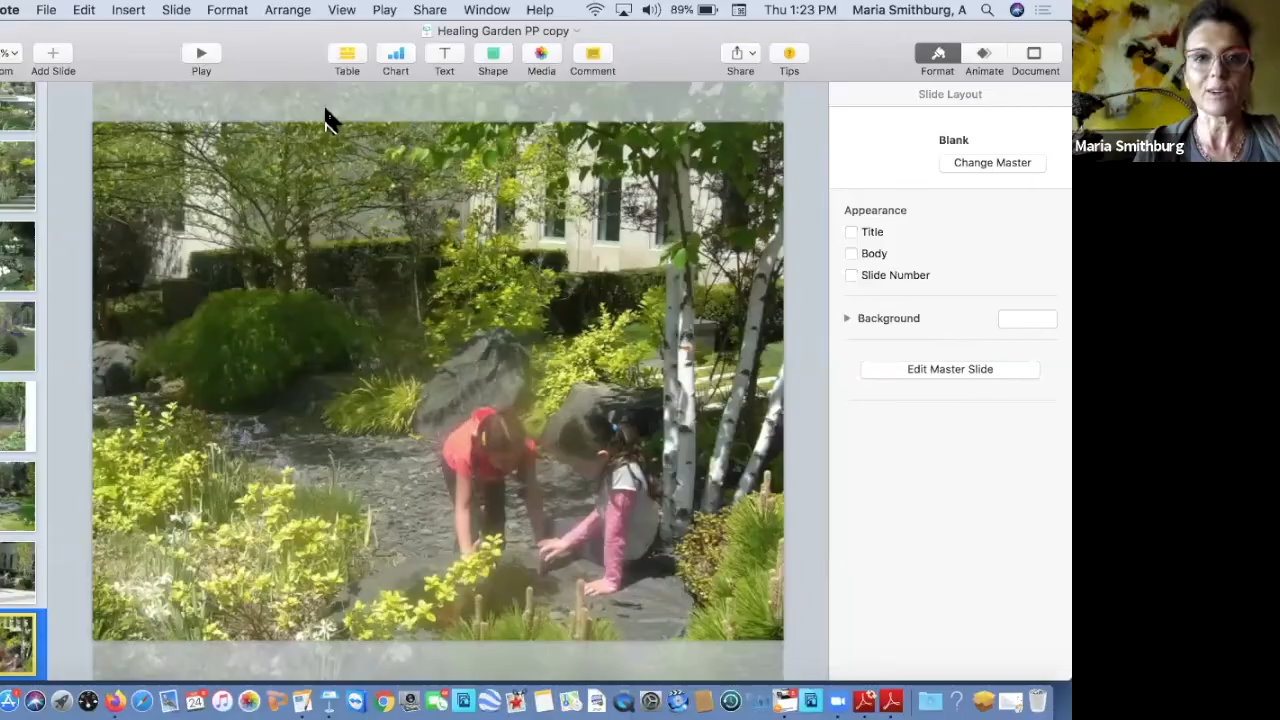 ote File Edit Insert Slide Format Arrange View Play Share Window Help 89% Thu 1:23 PM Maria Smithburg, A
Healing Garden PP copy
%
om Add Slide Play Table Chart Text Shape Media Comment Share Tips Format Animate Document
Slide Layout
Blank
Change Master
Appearance
Title
Body
Slide Number
Background
Edit Master Slide
Maria Smithburg
24